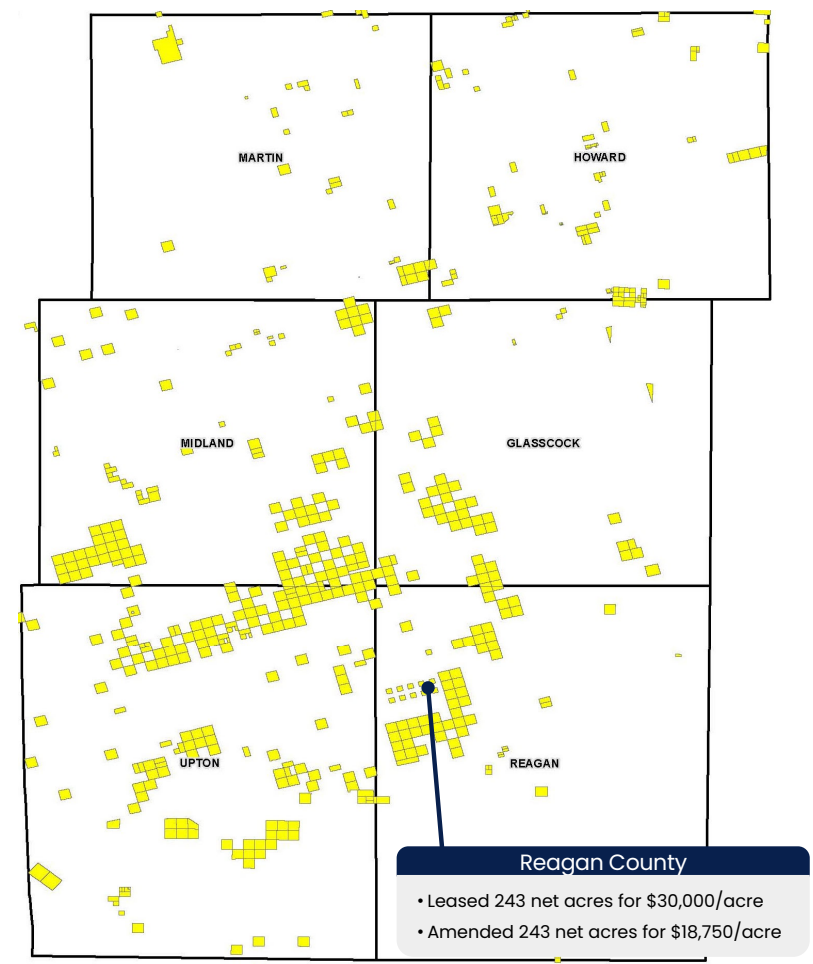 MARTIN
HOWARD
MIDLAND
GLASSCOCK
UPTON
REAGAN
Reagan County
• Leased 243 net acres for $30,000/acre
• Amended 243 net acres for $18,750/acre